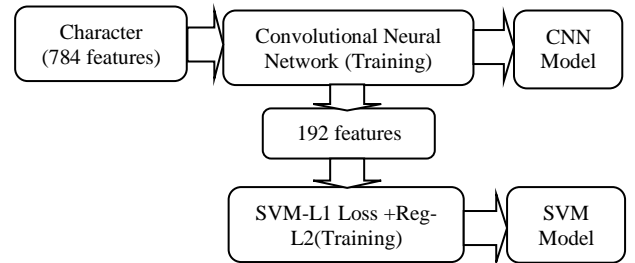 Character
(784 features)
Convolutional Neural
Network (Training)
CNN
Model
192 features
SVM-L1 Loss +Reg-
L2(Training)
SVM
Model